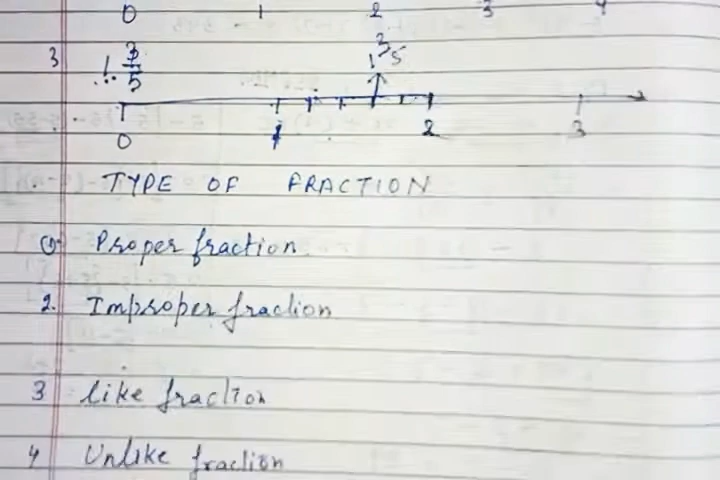 0 1 2 3 4
3 1 3/5
1 3/5
0 1 2 3
TYPE OF FRACTION
1. Proper fraction
2. Improper fraction
3 like fraction
4 Unlike fraction